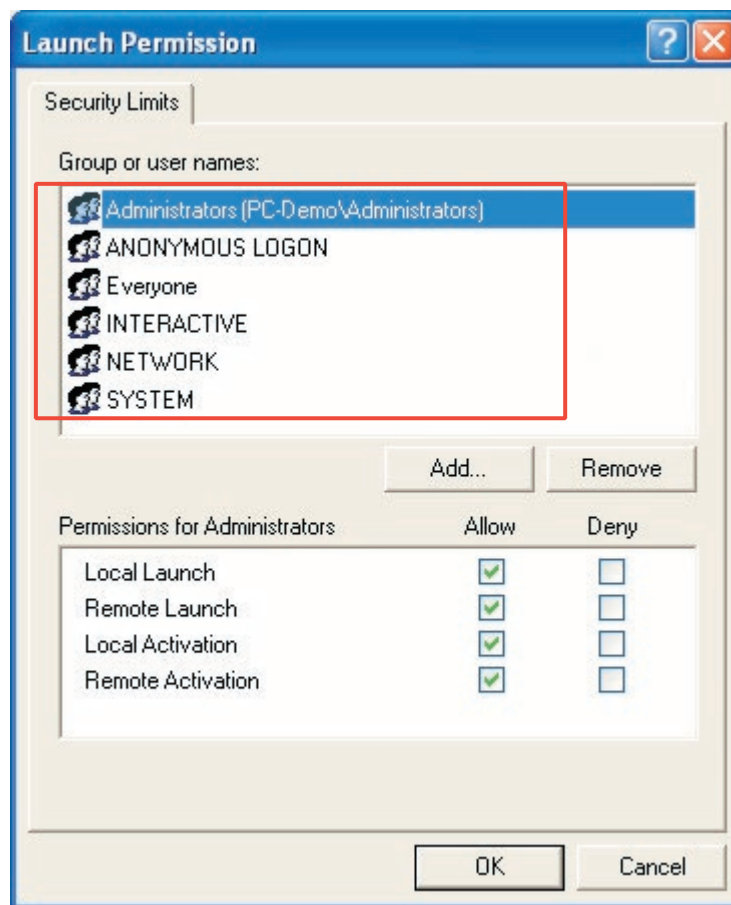 Launch Permission
Security Limits
Group or user names:
Administrators (PC-Demo\Administrators)
ANONYMOUS LOGON
Everyone
INTERACTIVE
NETWORK
SYSTEM
Add... Remove
Permissions for Administrators Allow Deny
Local Launch
Remote Launch
Local Activation
Remote Activation
OK Cancel